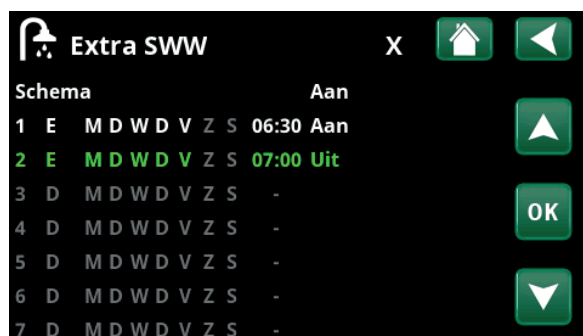 Extra SWW X
Schema Aan
1 E M D W D V Z S 06:30 Aan
2 E M D W D V Z S 07:00 Uit
3 D M D W D V Z S -
4 D M D W D V Z S -
OK
5 D M D W D V Z S -
6 D M D W D V Z S -
7 D M D W D V Z S -